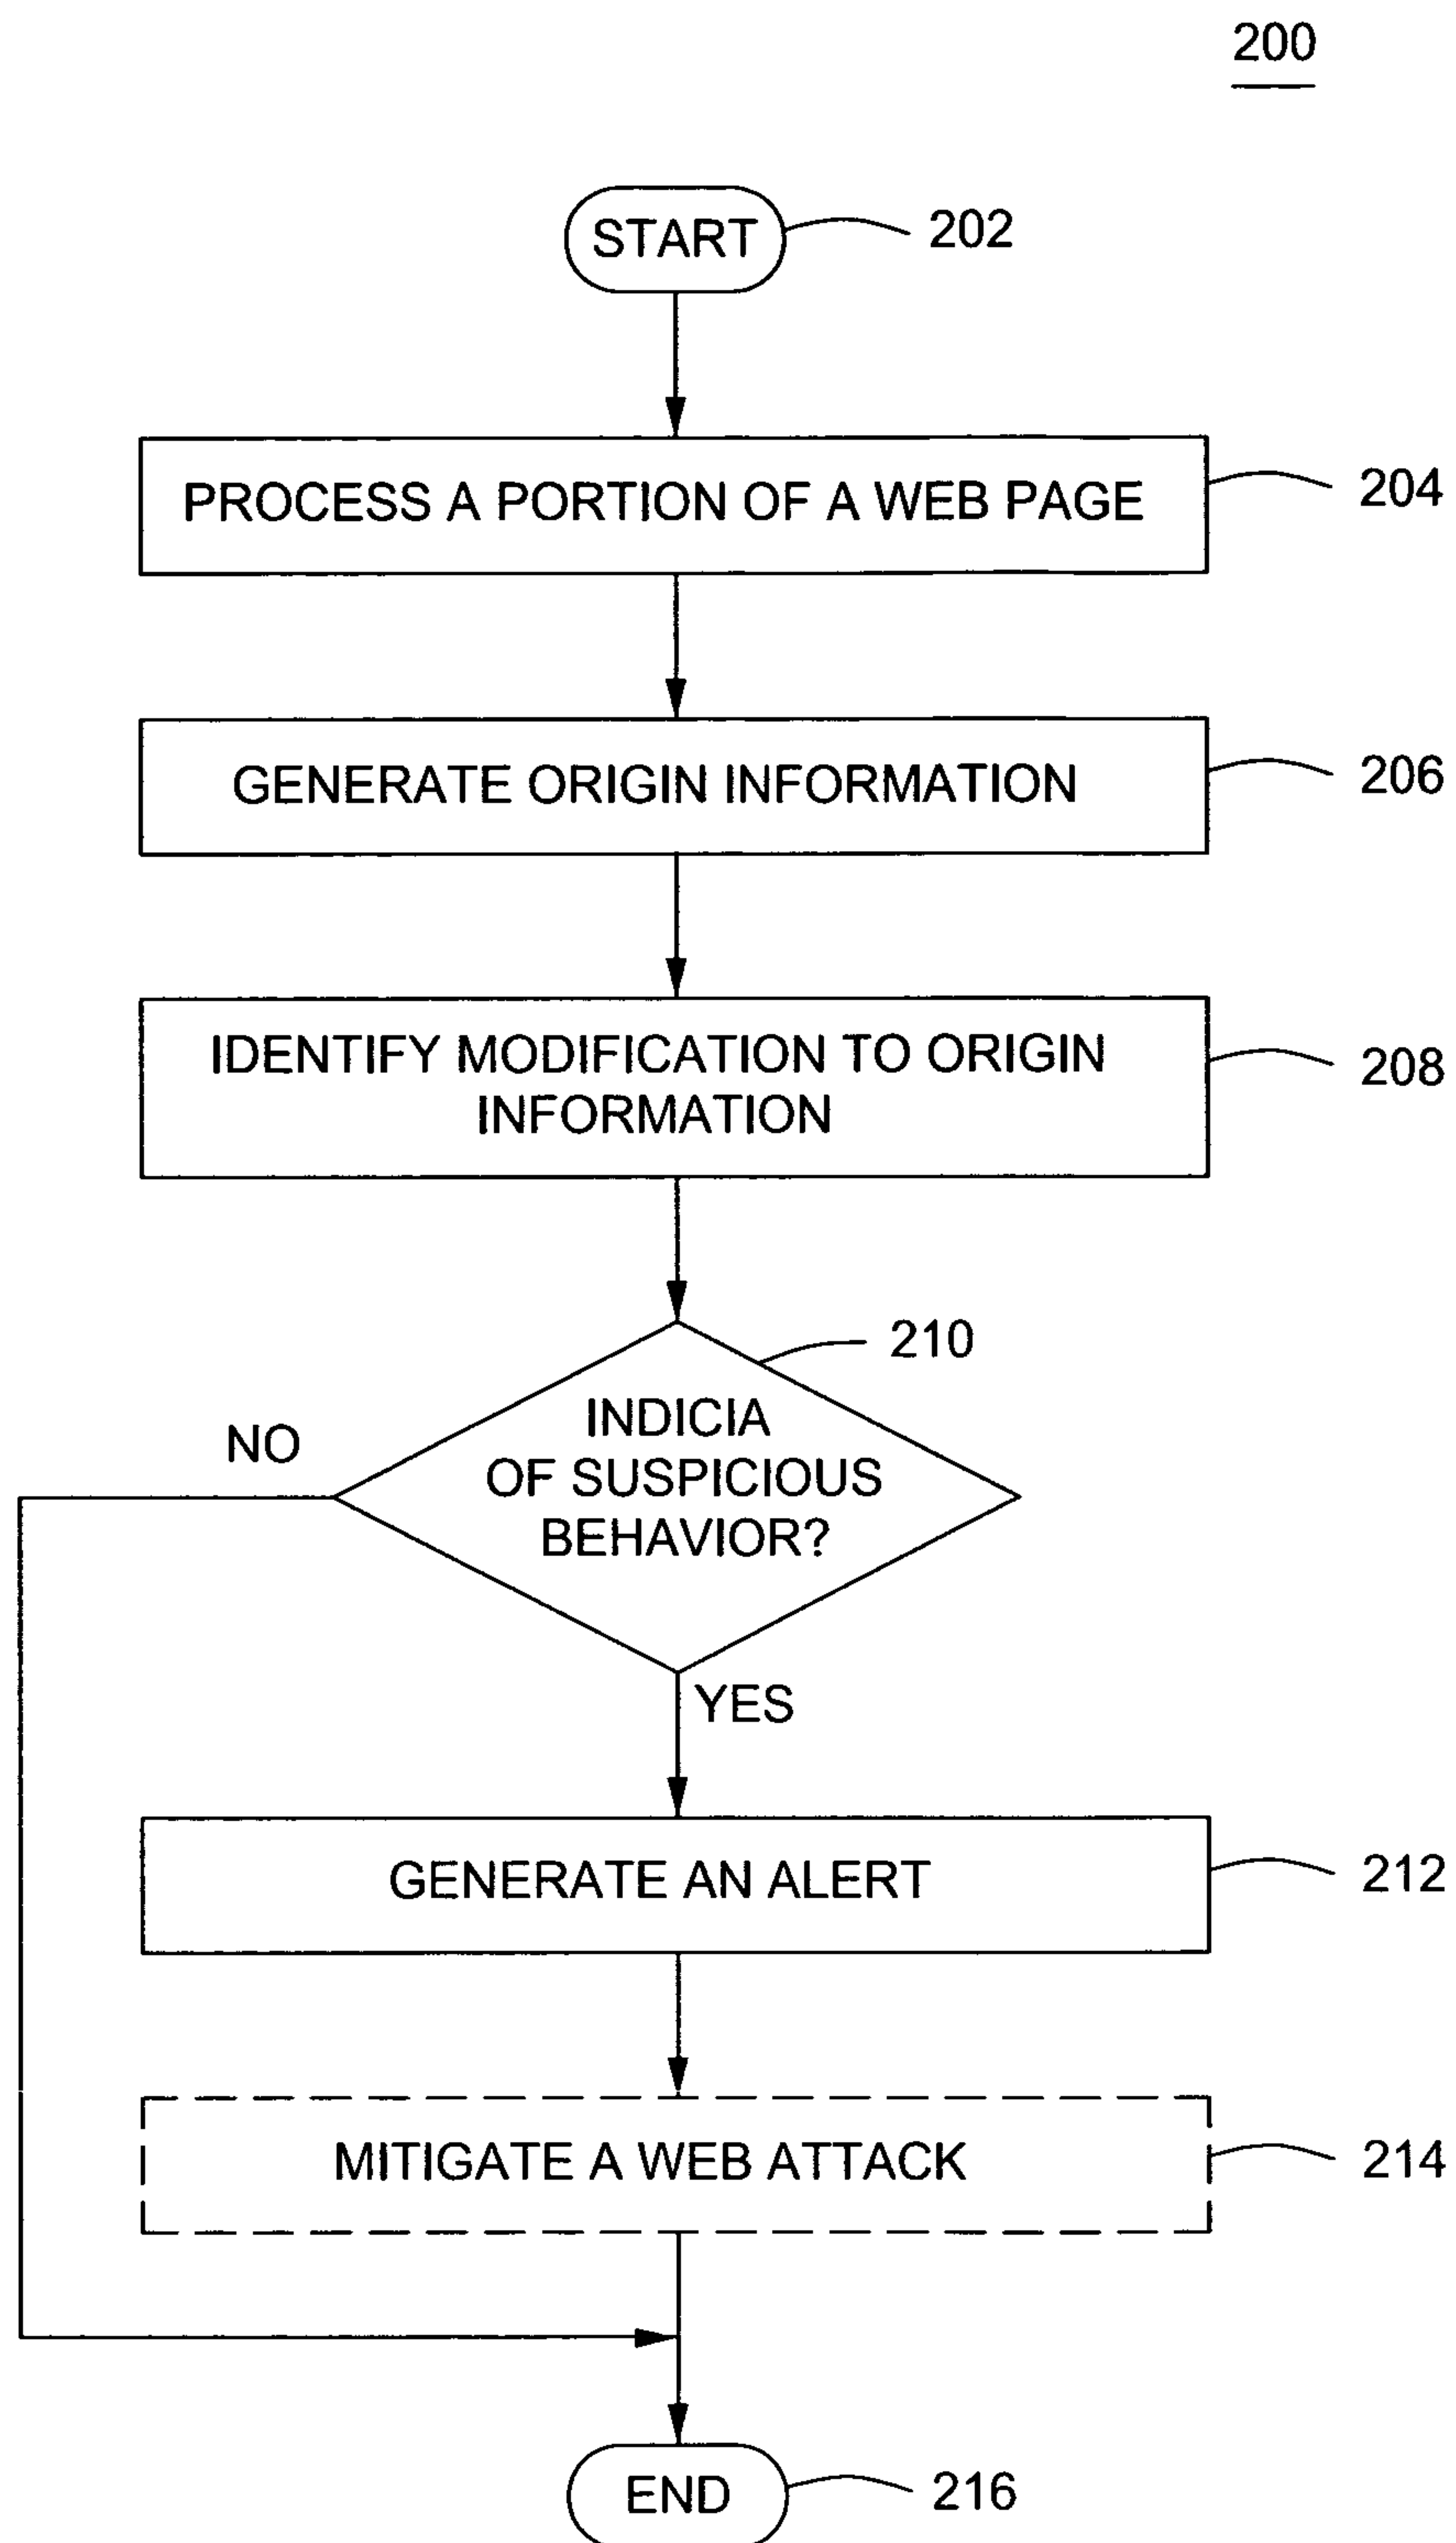 200
START
202
PROCESS A PORTION OF A WEB PAGE
204
GENERATE ORIGIN INFORMATION
206
IDENTIFY MODIFICATION TO ORIGIN
INFORMATION
208
210
INDICIA
OF SUSPICIOUS
BEHAVIOR?
NO
YES
GENERATE AN ALERT
212
MITIGATE A WEB ATTACK
214
END
216